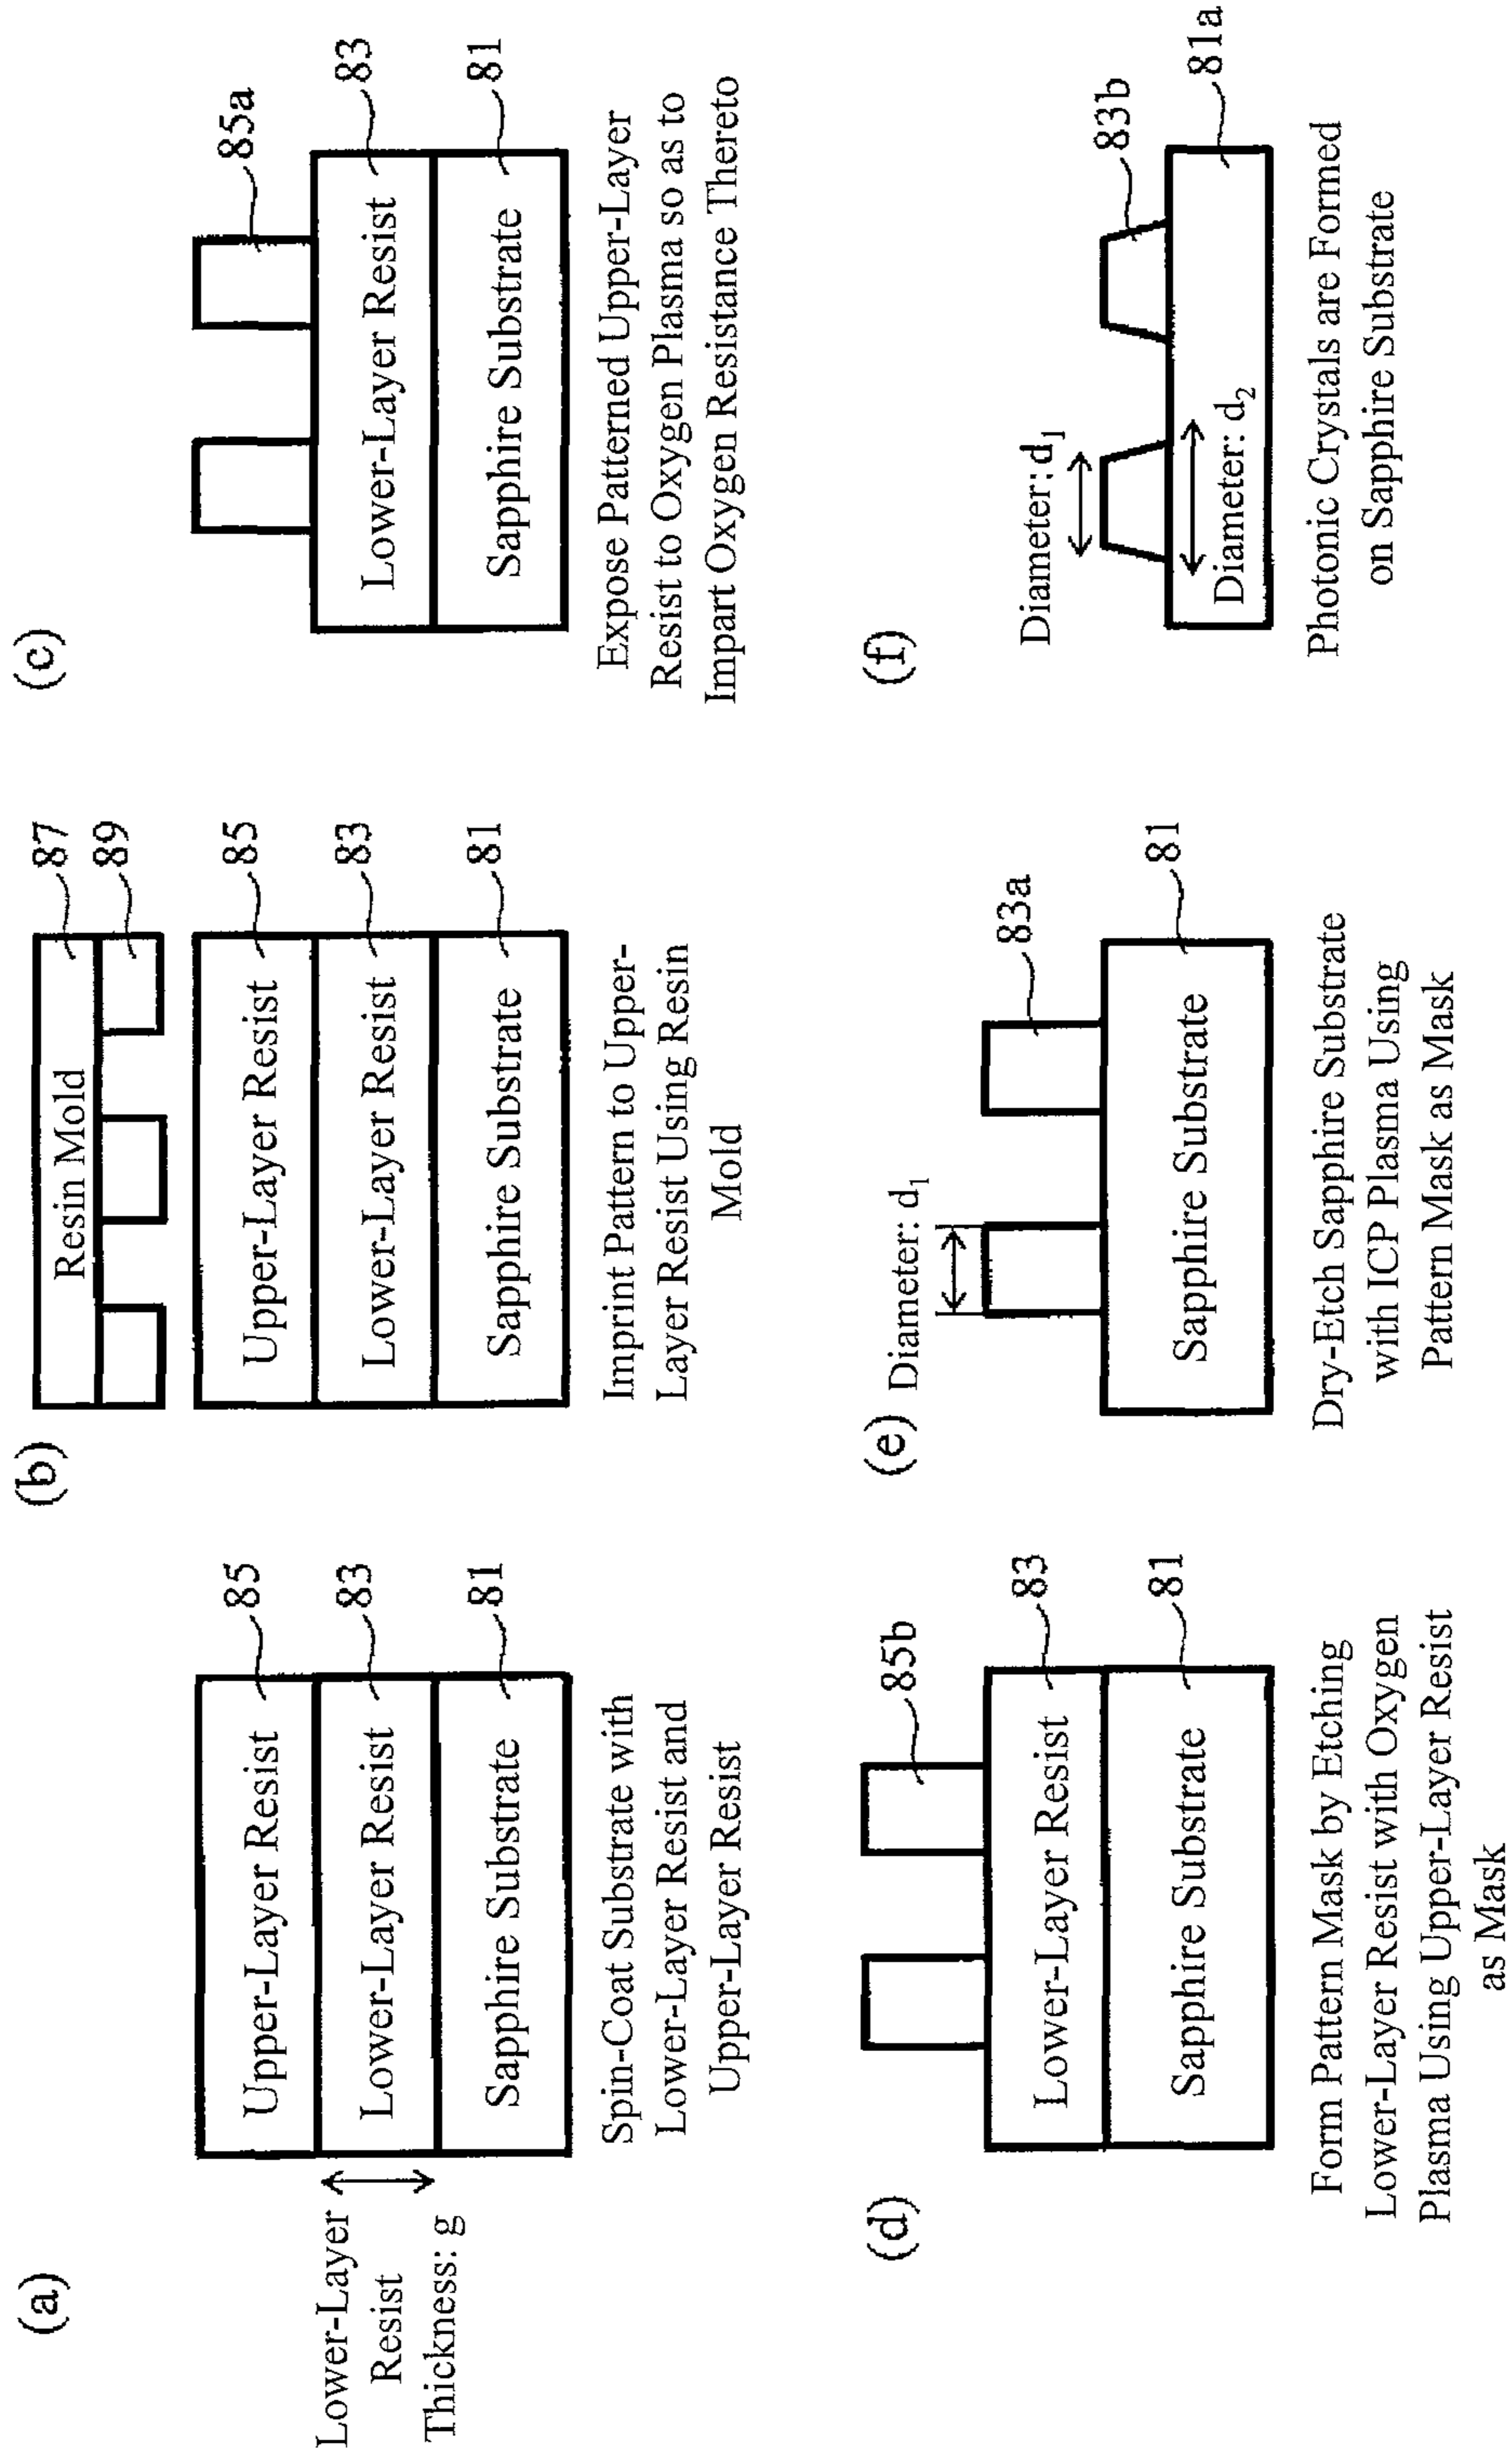 (a)
Lower-Layer
Resist
Thickness: g
Upper-Layer Resist
85
Lower-Layer Resist
83
Sapphire Substrate
81
Spin-Coat Substrate with
Lower-Layer Resist and
Upper-Layer Resist
(b)
Resin Mold
87
89
Upper-Layer Resist
85
Lower-Layer Resist
83
Sapphire Substrate
81
Imprint Pattern to Upper-
Layer Resist Using Resin
Mold
(c)
85a
Lower-Layer Resist
83
Sapphire Substrate
81
Expose Patterned Upper-Layer
Resist to Oxygen Plasma so as to
Impart Oxygen Resistance Thereto
(d)
85b
Lower-Layer Resist
83
Sapphire Substrate
81
Form Pattern Mask by Etching
Lower-Layer Resist with Oxygen
Plasma Using Upper-Layer Resist
as Mask
(e)
Diameter: d₁
83a
Sapphire Substrate
81
Dry-Etch Sapphire Substrate
with ICP Plasma Using
Pattern Mask as Mask
(f)
Diameter: d₁
83b
Diameter: d₂
81a
Photonic Crystals are Formed
on Sapphire Substrate